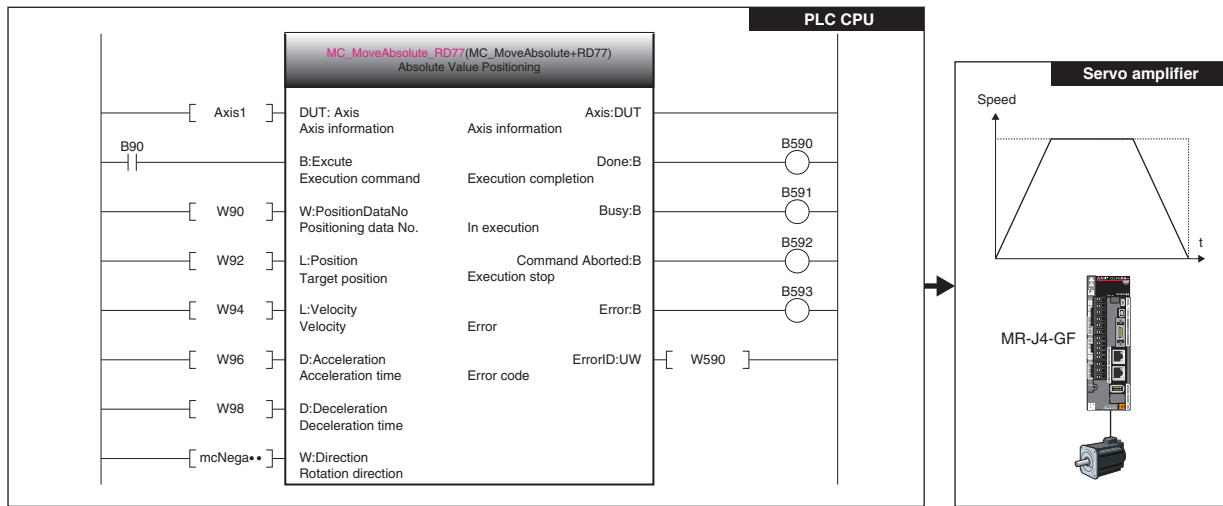 PLC CPU
MC_MoveAbsolute_RD77(MC_MoveAbsolute+RD77)
Absolute Value Positioning
Axis1
DUT: Axis
Axis:DUT
Axis information
Axis information
B90
B:Excute
Done:B
B590
Execution command
Execution completion
W90
W:PositionDataNo
Busy:B
B591
Positioning data No.
In execution
W92
L:Position
Command Aborted:B
B592
Target position
Execution stop
W94
L:Velocity
Error:B
B593
Velocity
Error
W96
D:Acceleration
ErrorID:UW
W590
Acceleration time
Error code
W98
D:Deceleration
Deceleration time
mcNega••
W:Direction
Rotation direction
Servo amplifier
Speed
t
MR-J4-GF